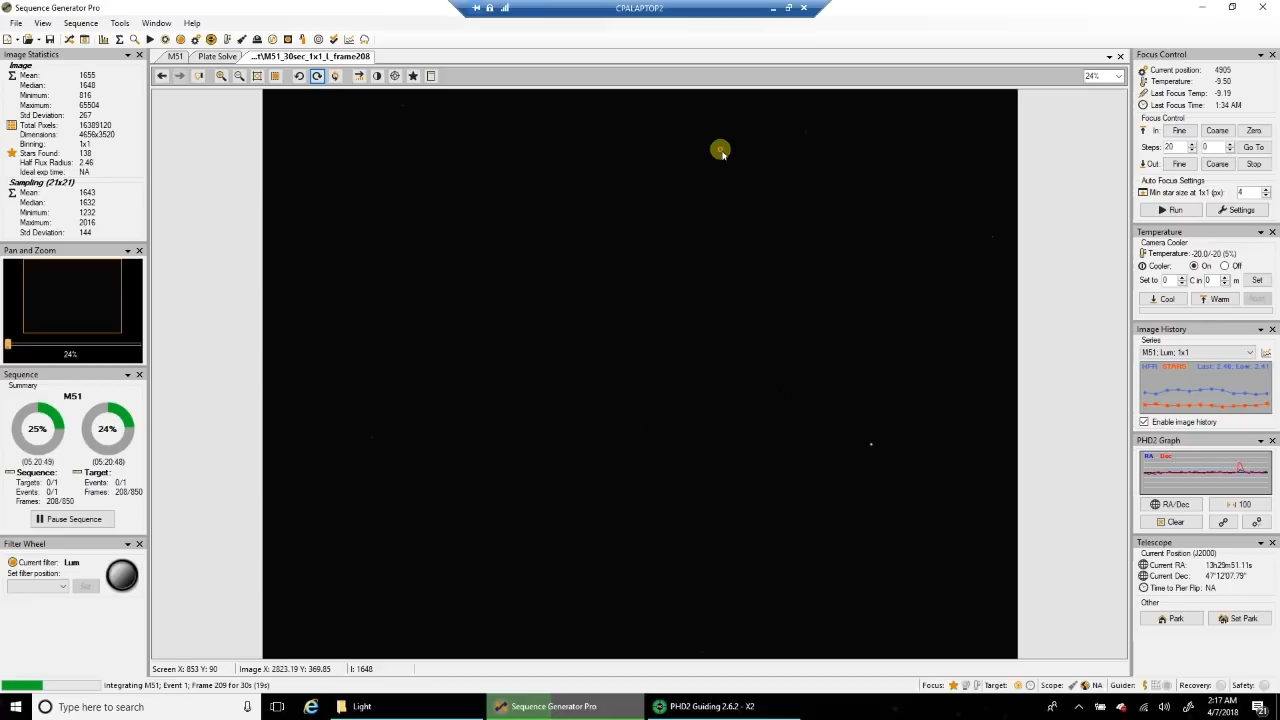 Sequence Generator Pro
CPALAPTOP2
File View Sequence Tools Window Help
Image Statistics
Image
Mean: 1655
Median: 1648
Minimum: 816
Maximum: 65504
Std Deviation: 267
Total Pixels: 16389120
Dimensions: 4656x3520
Binning: 1x1
Stars Found: 138
Half Flux Radius: 2.46
Ideal exp time: NA
Sampling (21x21)
Mean: 1643
Median: 1632
Minimum: 1232
Maximum: 2016
Std Deviation: 144
Pan and Zoom
24%
Sequence
Summary
M51
25% 24%
(05:20:49) (05:20:48)
Sequence: Target:
Targets: 0/1 Events: 0/1
Events: 0/1 Frames: 208/850
Frames: 208/850
Pause Sequence
Filter Wheel
Current filter: Lum
Set filter position:
Set
M51 Plate Solve ...t\M51_30sec_1x1_L_frame208
24%
Screen X: 853 Y: 90 Image X: 2823.19 Y: 369.85 I: 1648
Focus Control
Current position: 4905
Temperature: -9.50
Last Focus Temp: -9.19
Last Focus Time: 1:34 AM
Focus Control
In: Fine Coarse Zero
Steps: 20 0 Go To
Out: Fine Coarse Stop
Auto Focus Settings
Min star size at 1x1 (px): 4
Run Settings
Temperature
Camera Cooler
Temperature: -20.0/-20 (5%)
Cooler: On Off
Set to 0 C in 0 m Set
Cool Warm
Image History
Series
M51; Lum; 1x1
HFR STARS Last: 2.46; Low: 2.41
Enable image history
PHD2 Graph
RA Dec
RA/Dec 100
Clear
Telescope
Current Position (J2000)
Current RA: 13h29m51.11s
Current Dec: 47°12'07.79"
Time to Pier Flip: NA
Other
Park Set Park
Integrating M51; Event 1; Frame 209 for 30s (19s)
Focus: Target: Scope: NA Guider: Recovery: Safety:
Type here to search
Light
Sequence Generator Pro
PHD2 Guiding 2.6.2 - X2
2:17 AM
4/7/2018